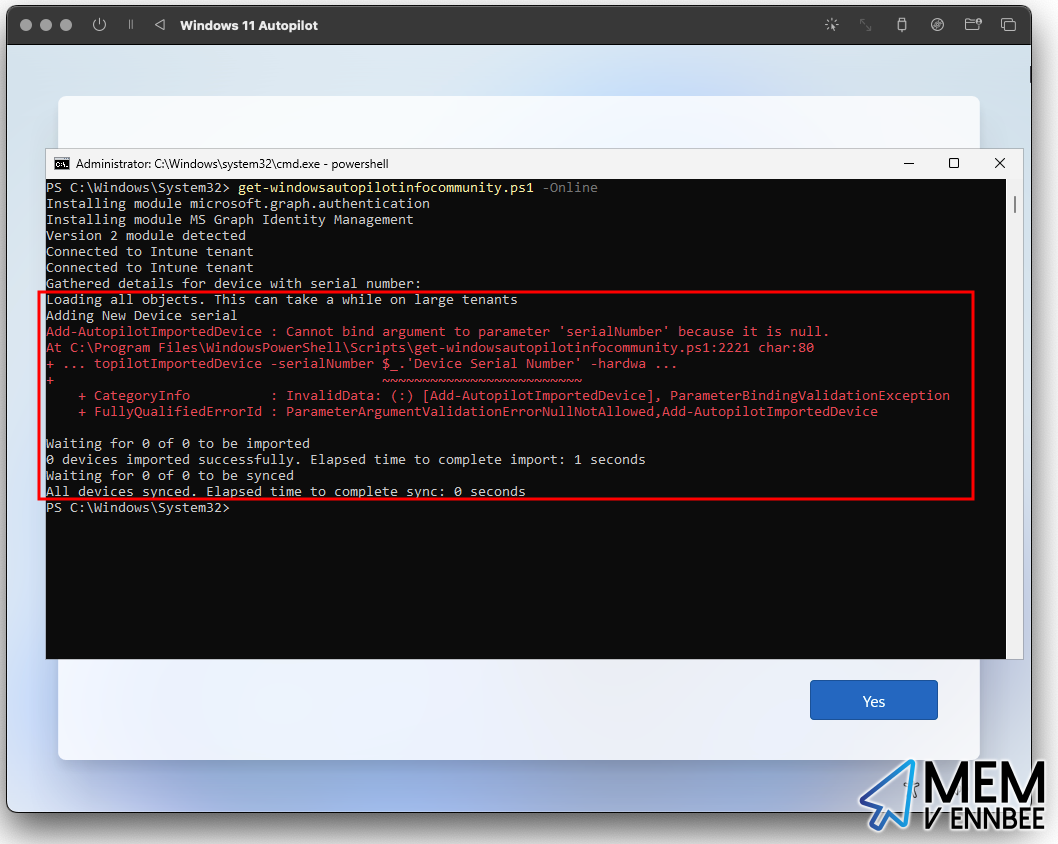 Windows 11 Autopilot
Administrator: C:\Windows\system32\cmd.exe - powershell
PS C:\Windows\System32> get-windowsautopilotinfocommunity.ps1 -Online
Installing module microsoft.graph.authentication
Installing module MS Graph Identity Management
Version 2 module detected
Connected to Intune tenant
Connected to Intune tenant
Gathered details for device with serial number:
Loading all objects. This can take a while on large tenants
Adding New Device serial
Add-AutopilotImportedDevice : Cannot bind argument to parameter 'serialNumber' because it is null.
At C:\Program Files\WindowsPowerShell\Scripts\get-windowsautopilotinfocommunity.ps1:2221 char:80
+ ... topilotImportedDevice -serialNumber $_.'Device Serial Number' -hardwa ...
+                                         ~~~~~~~~~~~~~~~~~~~~~~~~~
    + CategoryInfo          : InvalidData: (:) [Add-AutopilotImportedDevice], ParameterBindingValidationException
    + FullyQualifiedErrorId : ParameterArgumentValidationErrorNullNotAllowed,Add-AutopilotImportedDevice
Waiting for 0 of 0 to be imported
0 devices imported successfully. Elapsed time to complete import: 1 seconds
Waiting for 0 of 0 to be synced
All devices synced. Elapsed time to complete sync: 0 seconds
PS C:\Windows\System32>
Yes
MEM
VENNBEE